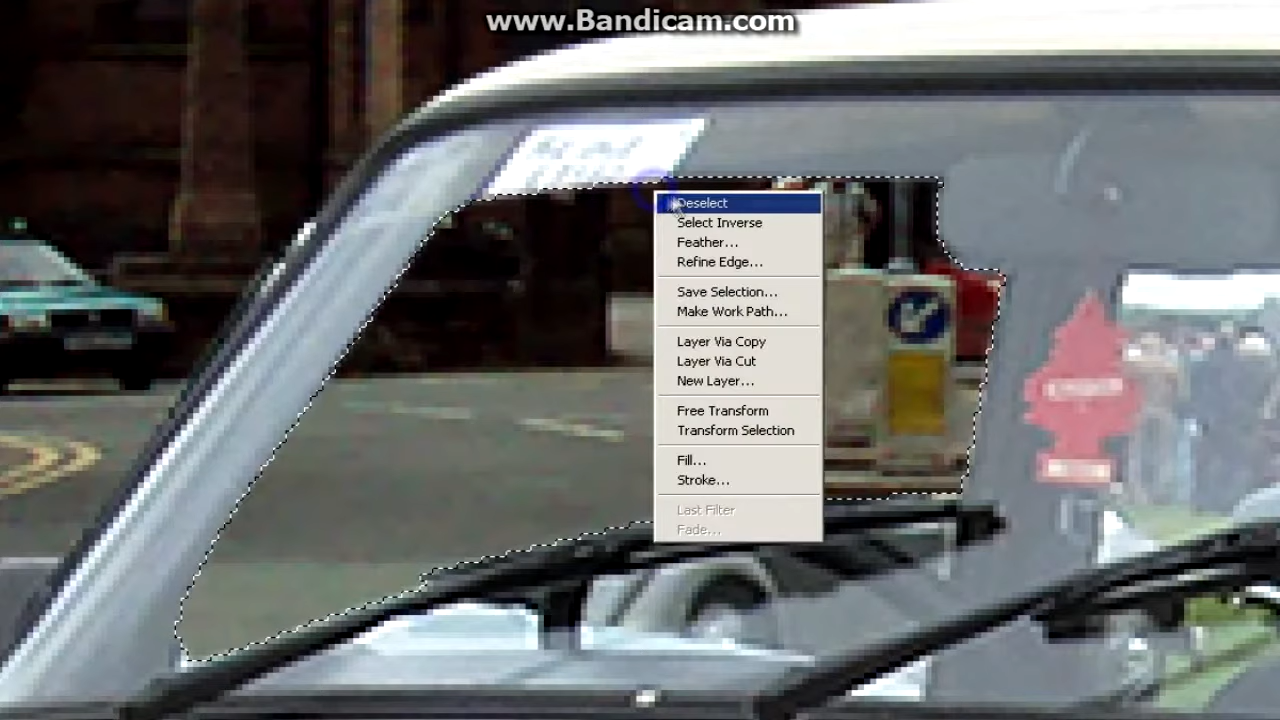 www.Bandicam.com
Deselect
Select Inverse
Feather...
Refine Edge...
Save Selection...
Make Work Path...
Layer Via Copy
Layer Via Cut
New Layer...
Free Transform
Transform Selection
Fill...
Stroke...
Last Filter
Fade...